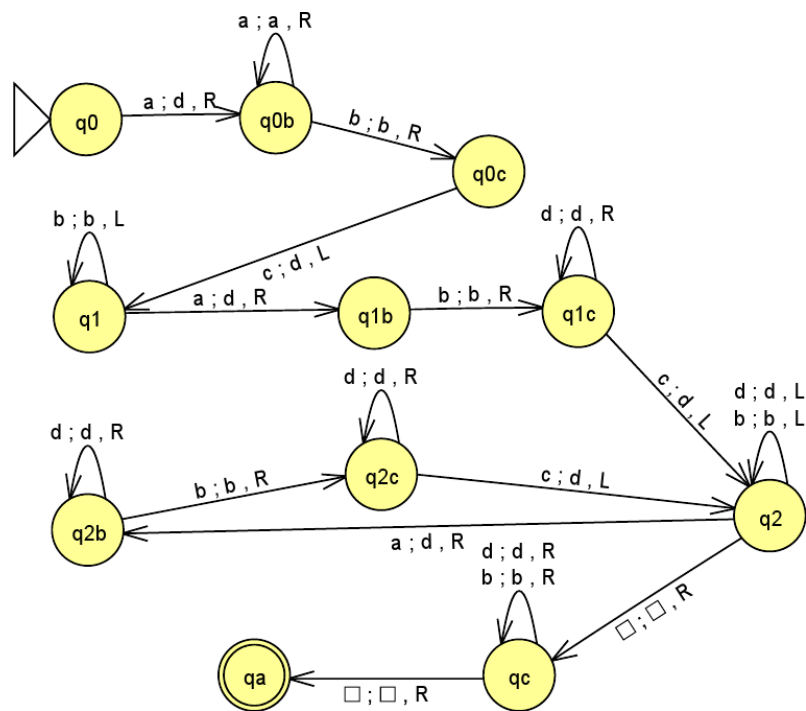 a ; a , R
q0
a ; d , R
q0b
b ; b , R
q0c
b ; b , L
c ; d , L
d ; d , R
q1
a ; d , R
q1b
b ; b , R
q1c
c ; d , L
d ; d , R
d ; d , R
d ; d , L
b ; b , L
q2b
b ; b , R
q2c
c ; d , L
q2
a ; d , R
d ; d , R
b ; b , R
□ ; □ , R
qa
□ ; □ , R
qc